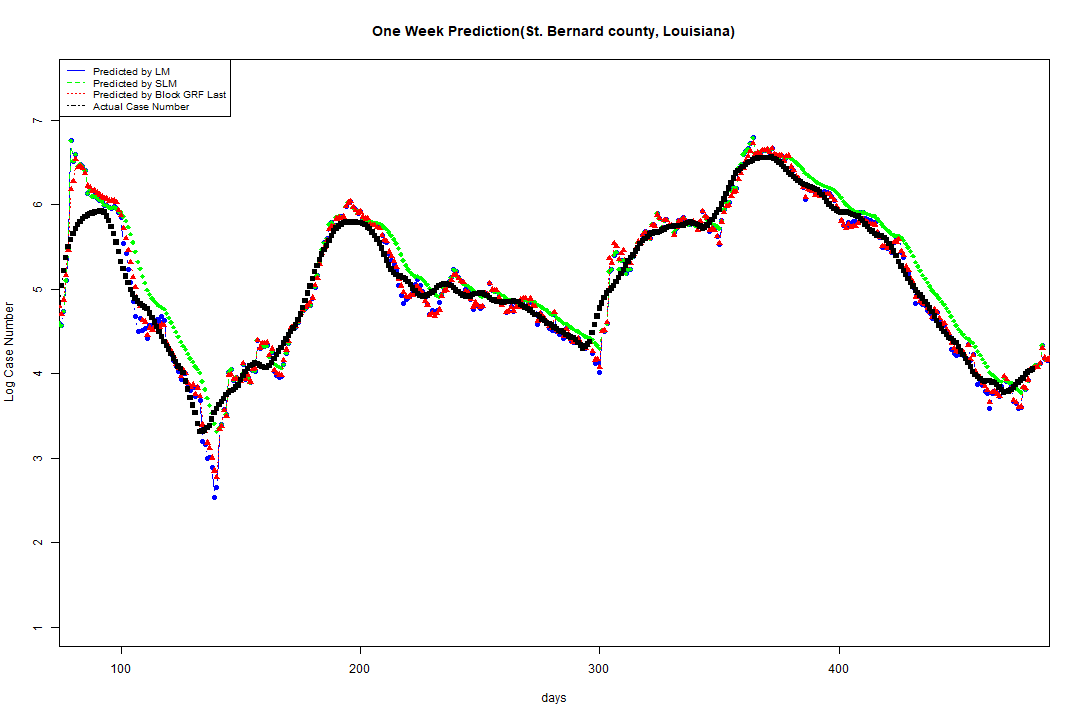 One Week Prediction(St. Bernard county, Louisiana)
Predicted by LM
Predicted by SLM
Predicted by Block GRF Last
Actual Case Number
7
6
5
4
3
2
1
Log Case Number
100 200 300 400
days